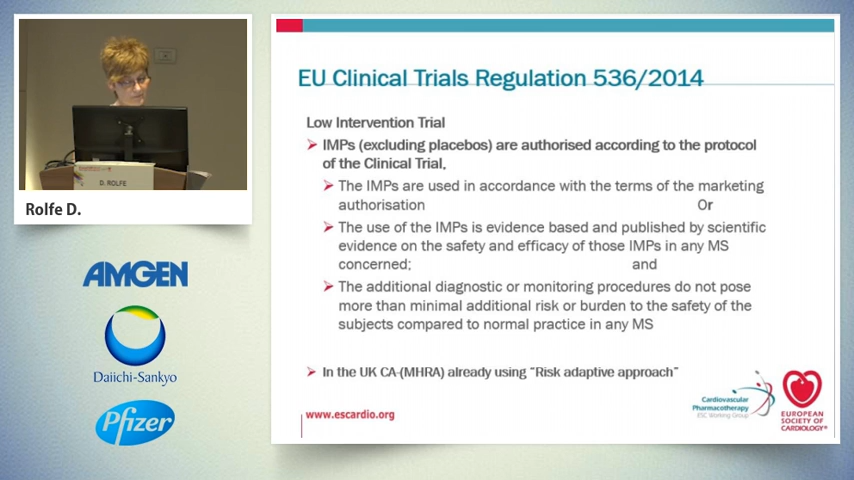 EU Clinical Trials Regulation 536/2014
Low Intervention Trial
IMPs (excluding placebos) are authorised according to the protocol
of the Clinical Trial,
The IMPs are used in accordance with the terms of the marketing
authorisation Or
The use of the IMPs is evidence based and published by scientific
evidence on the safety and efficacy of those IMPs in any MS
concerned; and
The additional diagnostic or monitoring procedures do not pose
more than minimal additional risk or burden to the safety of the
subjects compared to normal practice in any MS
In the UK CA-(MHRA) already using "Risk adaptive approach"
www.escardio.org
Cardiovascular
Pharmacotherapy
ESC Working Group
EUROPEAN
SOCIETY OF
CARDIOLOGY®
D. ROLFE
Rolfe D.
AMGEN
Daiichi-Sankyo
Pfizer